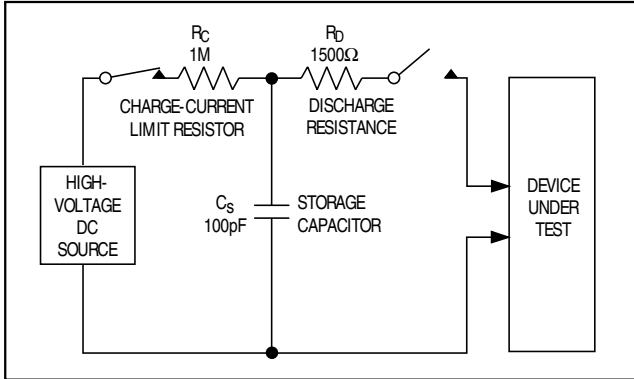 RC
1M
CHARGE-CURRENT
LIMIT RESISTOR
RD
1500Ω
DISCHARGE
RESISTANCE
HIGH-
VOLTAGE
DC
SOURCE
CS
100pF
STORAGE
CAPACITOR
DEVICE
UNDER
TEST